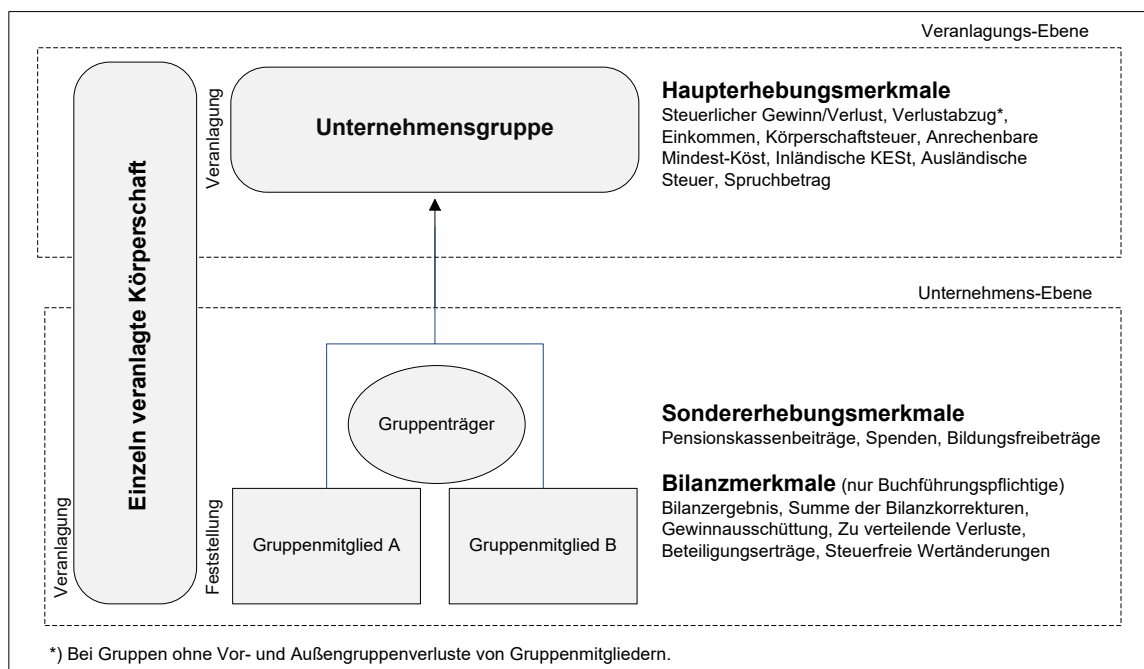 Veranlagungs-Ebene
Einzeln veranlagte Körperschaft
Veranlagung
Veranlagung
Unternehmensgruppe
Haupterhebungsmerkmale
Steuerlicher Gewinn/Verlust, Verlustabzug*,
Einkommen, Körperschaftsteuer, Anrechenbare
Mindest-Köst, Inländische KESt, Ausländische
Steuer, Spruchbetrag
Unternehmens-Ebene
Gruppenträger
Feststellung
Gruppenmitglied A
Gruppenmitglied B
Sondererhebungsmerkmale
Pensionskassenbeiträge, Spenden, Bildungsfreibeträge
Bilanzmerkmale (nur Buchführungspflichtige)
Bilanzergebnis, Summe der Bilanzkorrekturen,
Gewinnausschüttung, Zu verteilende Verluste,
Beteiligungserträge, Steuerfreie Wertänderungen
*) Bei Gruppen ohne Vor- und Außengruppenverluste von Gruppenmitgliedern.